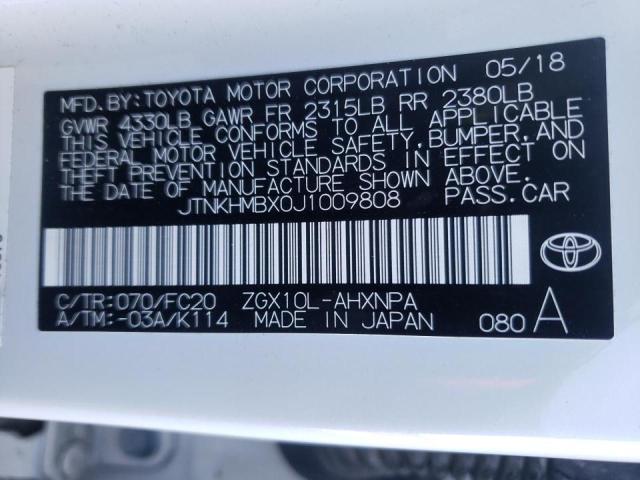 MFD.BY:TOYOTA MOTOR CORPORATION 05/18
GVWR 4330LB GAWR FR 2315LB RR 2380LB
THIS VEHICLE CONFORMS TO ALL APPLICABLE
FEDERAL MOTOR VEHICLE SAFETY,BUMPER,AND
THEFT PREVENTION STANDARDS IN EFFECT ON
THE DATE OF MANUFACTURE SHOWN ABOVE.
JTNKHMBX0J1009808 PASS.CAR
C/TR:070/FC20 ZGX10L-AHXNPA
A/TM:-03A/K114 MADE IN JAPAN 080 A